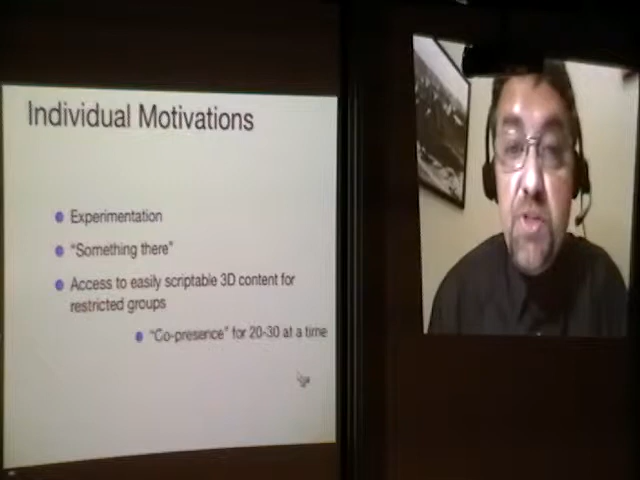 Individual Motivations
Experimentation
"Something there"
Access to easily scriptable 3D content for
restricted groups
"Co-presence" for 20-30 at a time